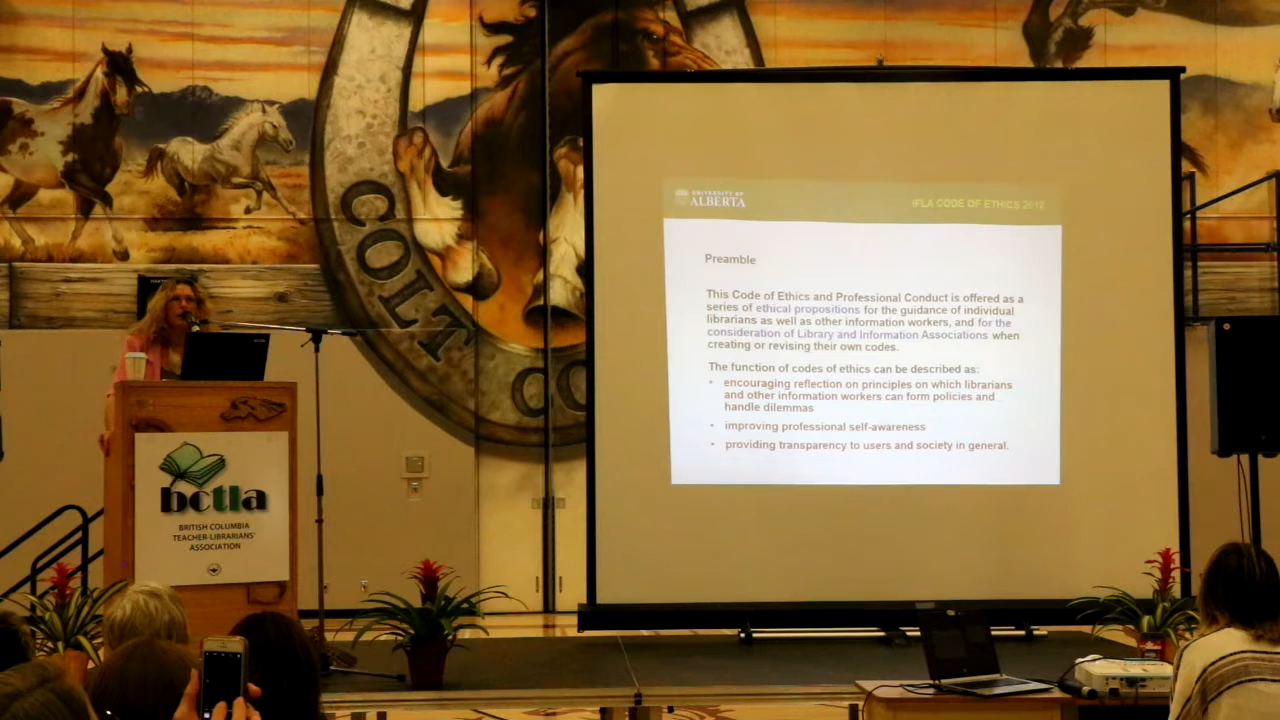 COLT
CO
UNIVERSITY OF
ALBERTA
IFLA CODE OF ETHICS 2012
Preamble
This Code of Ethics and Professional Conduct is offered as a
series of ethical propositions for the guidance of individual
librarians as well as other information workers, and for the
consideration of Library and Information Associations when
creating or revising their own codes.
The function of codes of ethics can be described as:
• encouraging reflection on principles on which librarians
and other information workers can form policies and
handle dilemmas
• improving professional self-awareness
• providing transparency to users and society in general.
bctla
BRITISH COLUMBIA
TEACHER-LIBRARIANS'
ASSOCIATION